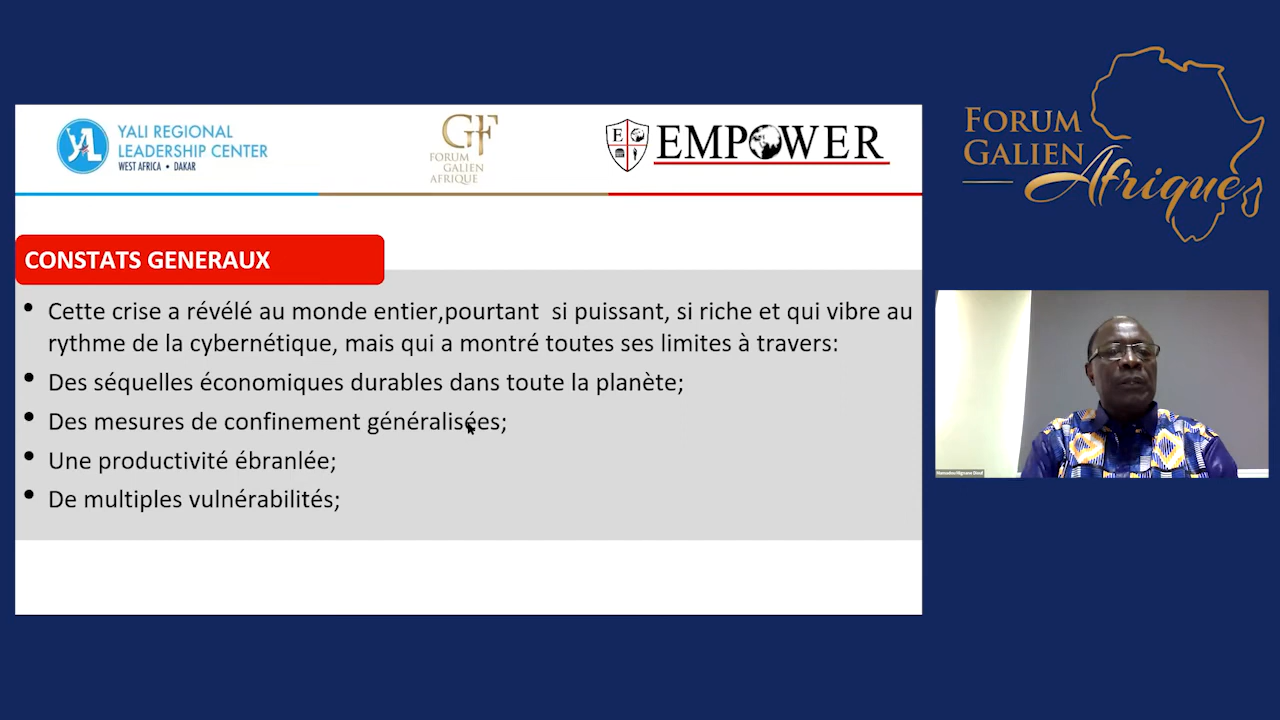 YALI REGIONAL
LEADERSHIP CENTER
WEST AFRICA • DAKAR
GF
FORUM
GALIEN
AFRIQUE
E
EMPOWER
FORUM
GALIEN
Afrique
CONSTATS GENERAUX
• Cette crise a révélé au monde entier,pourtant  si puissant, si riche et qui vibre au
rythme de la cybernétique, mais qui a montré toutes ses limites à travers:
• Des séquelles économiques durables dans toute la planète;
• Des mesures de confinement généralisées;
• Une productivité ébranlée;
• De multiples vulnérabilités;